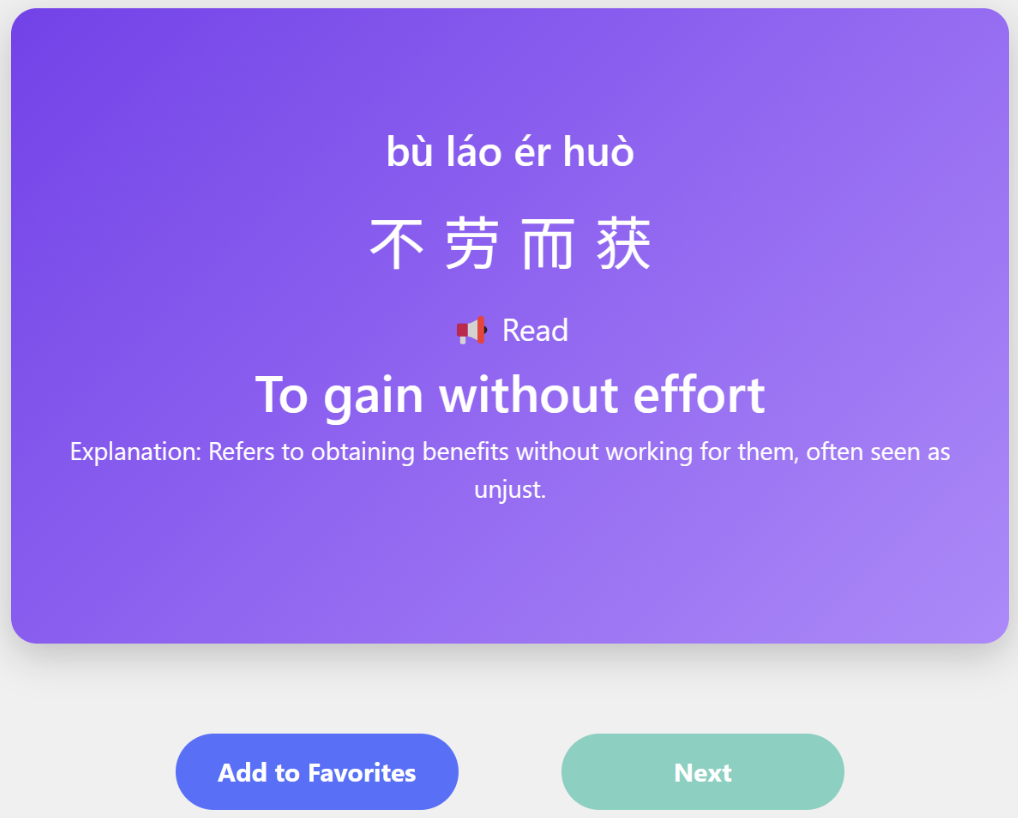 bù láo ér huò
不 劳 而 获
Read
To gain without effort
Explanation: Refers to obtaining benefits without working for them, often seen as
unjust.
Add to Favorites
Next